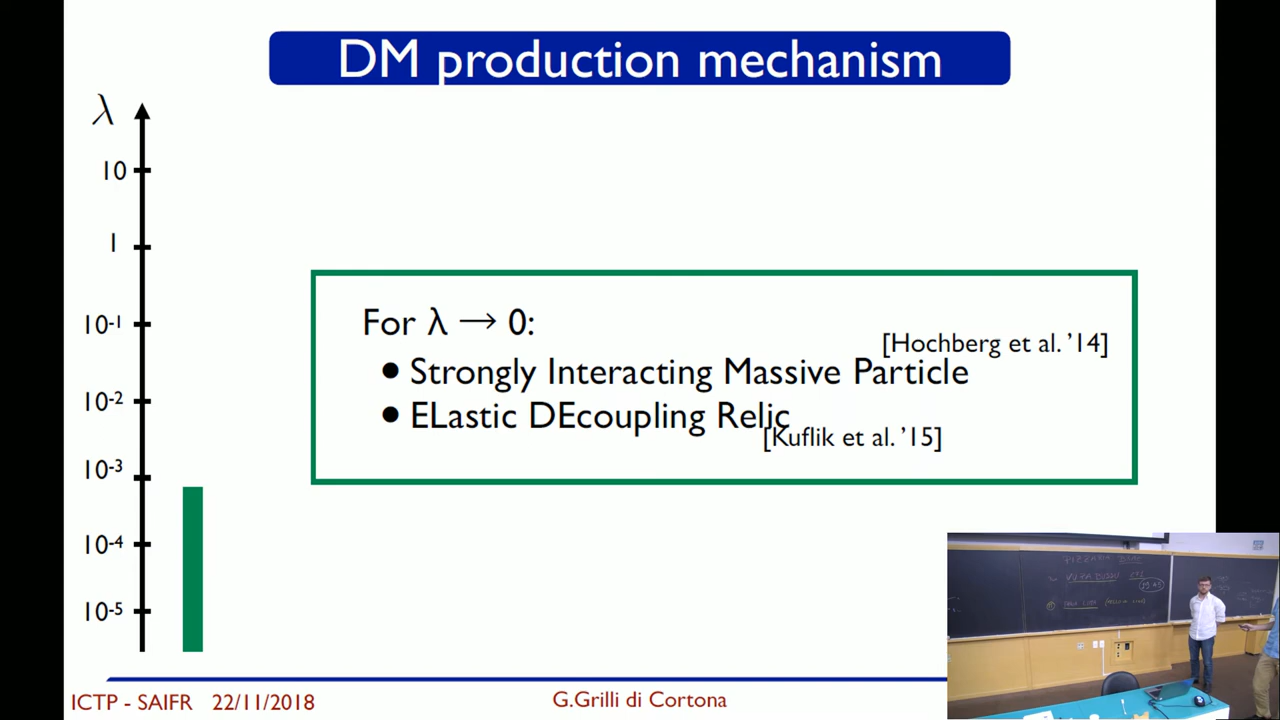 DM production mechanism
λ
10
1
10-1
10-2
10-3
10-4
10-5
For λ → 0:
[Hochberg et al. ’14]
● Strongly Interacting Massive Particle
● ELastic DEcoupling Relic
[Kuflik et al. ’15]
ICTP - SAIFR 22/11/2018
G.Grilli di Cortona